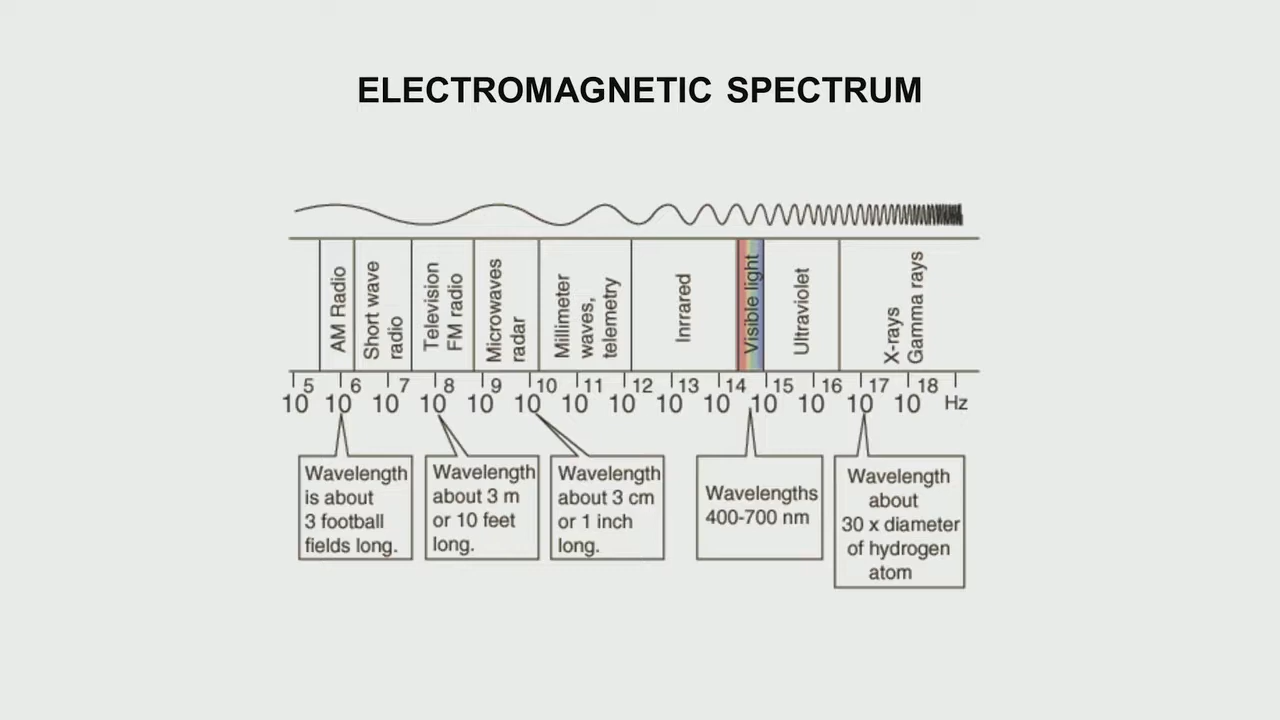 ELECTROMAGNETIC SPECTRUM
AM Radio
Short wave
radio
Television
FM radio
Microwaves
radar
Millimeter
waves,
telemetry
Inrrared
Visible light
Ultraviolet
X-rays
Gamma rays
10^5 10^6 10^7 10^8 10^9 10^10 10^11 10^12 10^13 10^14 10^15 10^16 10^17 10^18 Hz
Wavelength
is about
3 football
fields long.
Wavelength
about 3 m
or 10 feet
long.
Wavelength
about 3 cm
or 1 inch
long.
Wavelengths
400-700 nm
Wavelength
about
30 x diameter
of hydrogen
atom